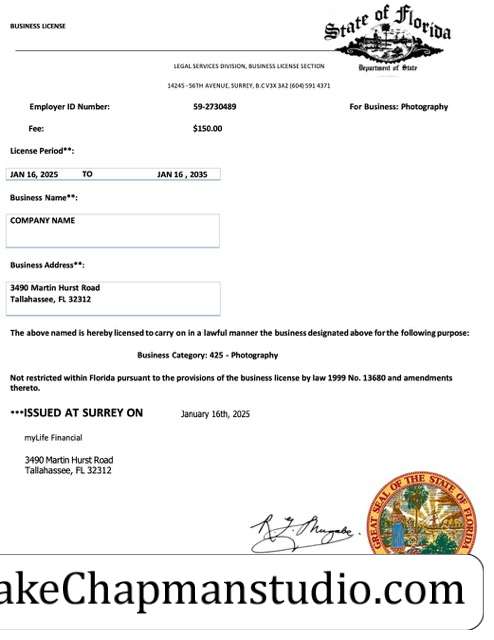 BUSINESS LICENSE
State of Florida
Department of State
LEGAL SERVICES DIVISION, BUSINESS LICENSE SECTION
14245 - 56TH AVENUE, SURREY, B.C V3X 3A2 (604) 591 4371
Employer ID Number: 59-2730489 For Business: Photography
Fee: $150.00
License Period**:
JAN 16, 2025 TO JAN 16 , 2035
Business Name**:
COMPANY NAME
Business Address**:
3490 Martin Hurst Road
Tallahassee, FL 32312
The above named is hereby licensed to carry on in a lawful manner the business designated above for the following purpose:
Business Category: 425 - Photography
Not restricted within Florida pursuant to the provisions of the business license by law 1999 No. 13680 and amendments
thereto.
***ISSUED AT SURREY ON January 16th, 2025
myLife Financial
3490 Martin Hurst Road
Tallahassee, FL 32312
GREAT SEAL OF THE STATE OF FLORIDA
akeChapmanstudio.com